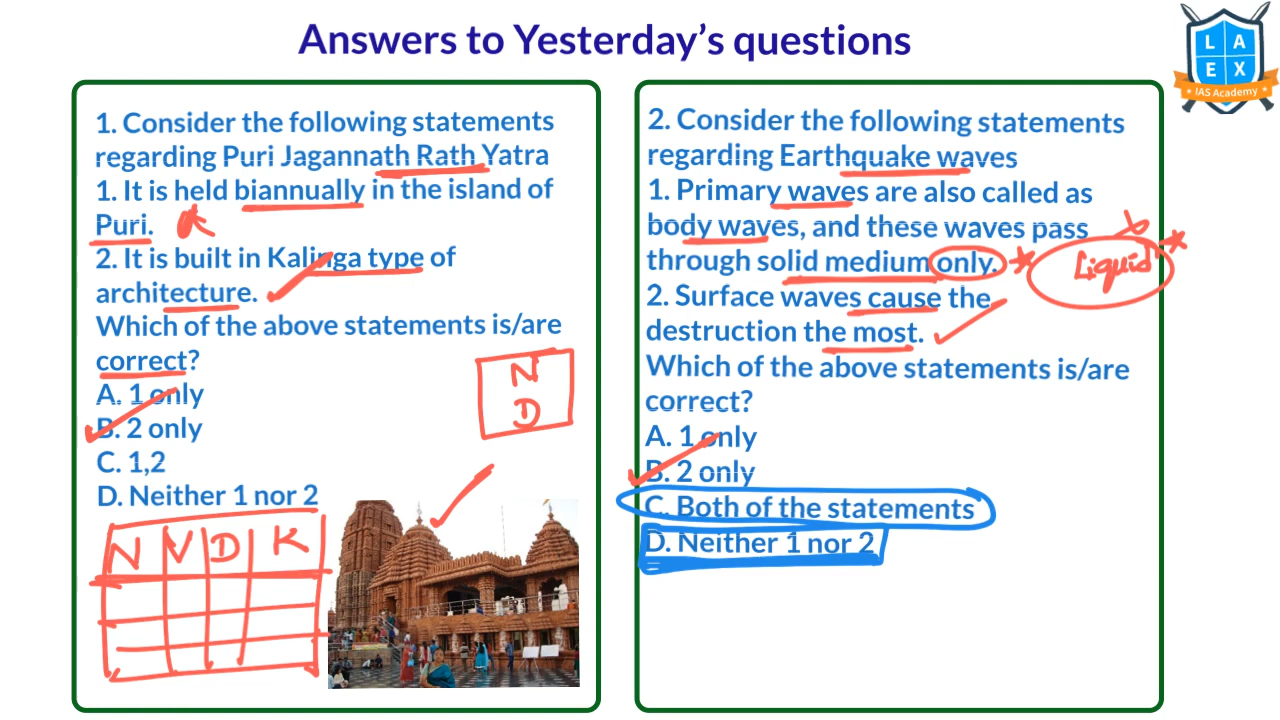 Answers to Yesterday's questions
L A
E X
IAS Academy
1. Consider the following statements
regarding Puri Jagannath Rath Yatra
1. It is held biannually in the island of
Puri.
2. It is built in Kalinga type of
architecture.
Which of the above statements is/are
correct?
A. 1 only
B. 2 only
C. 1,2
D. Neither 1 nor 2
N
D
N V D K
2. Consider the following statements
regarding Earthquake waves
1. Primary waves are also called as
body waves, and these waves pass
through solid medium only.
Liquid
2. Surface waves cause the
destruction the most.
Which of the above statements is/are
correct?
A. 1 only
B. 2 only
C. Both of the statements
D. Neither 1 nor 2